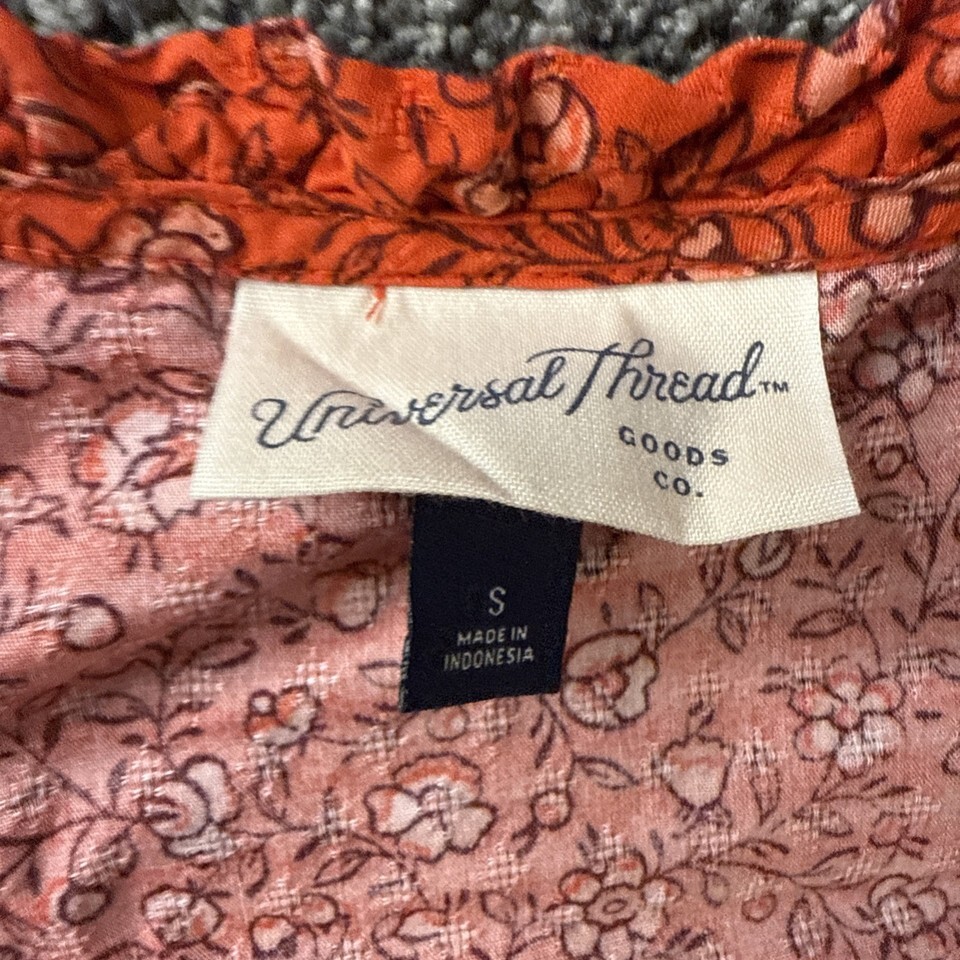 Universal Thread™
GOODS
CO.
S
MADE IN
INDONESIA